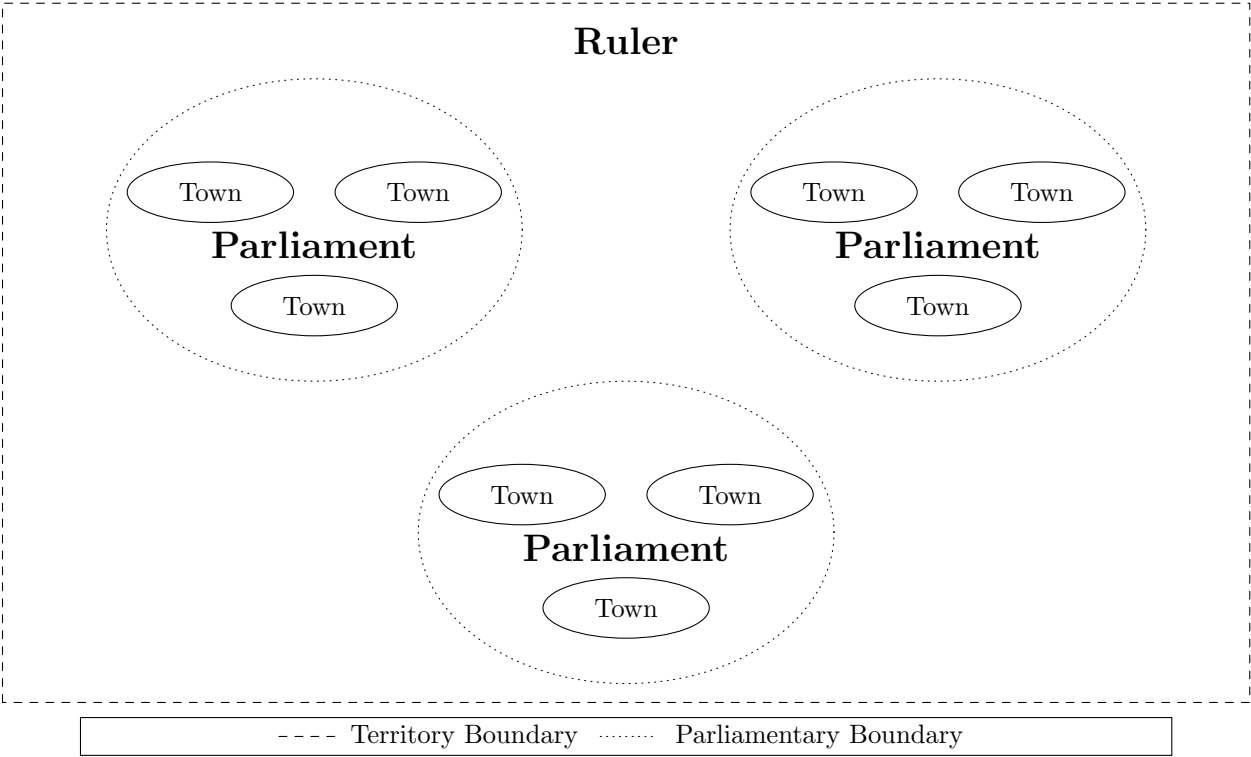 Ruler
Town Town
Parliament
Town
Town Town
Parliament
Town
Town Town
Parliament
Town
Territory Boundary Parliamentary Boundary